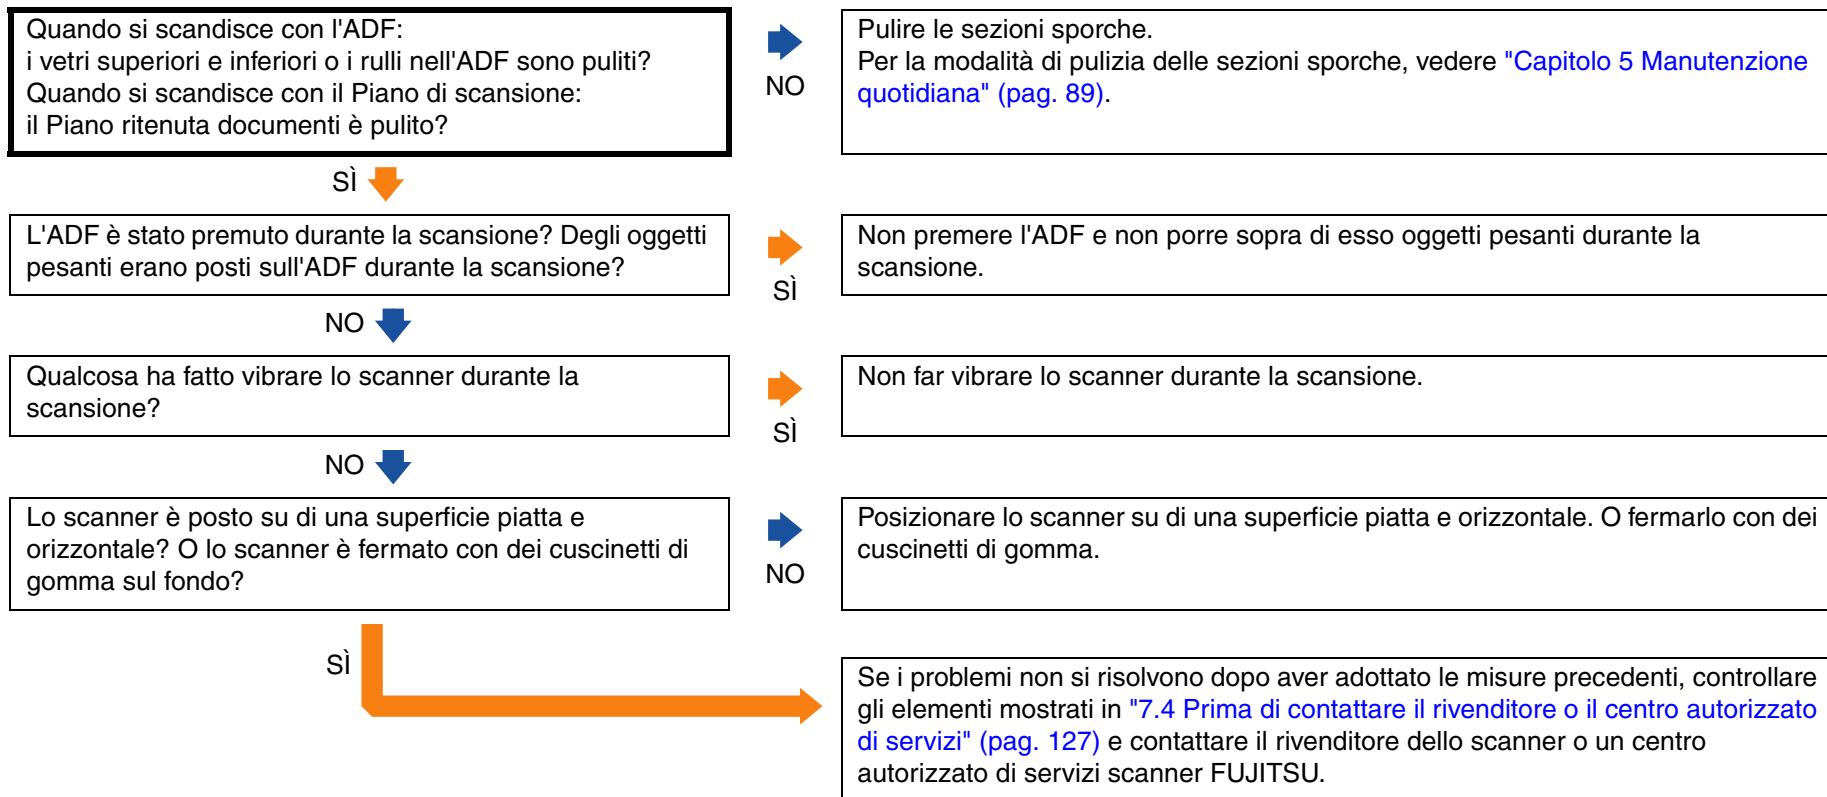 Quando si scandisce con l'ADF:
i vetri superiori e inferiori o i rulli nell'ADF sono puliti?
Quando si scandisce con il Piano di scansione:
il Piano ritenuta documenti è pulito?
NO
Pulire le sezioni sporche.
Per la modalità di pulizia delle sezioni sporche, vedere "Capitolo 5 Manutenzione
quotidiana" (pag. 89).
SÌ
L'ADF è stato premuto durante la scansione? Degli oggetti
pesanti erano posti sull'ADF durante la scansione?
SÌ
Non premere l'ADF e non porre sopra di esso oggetti pesanti durante la
scansione.
NO
Qualcosa ha fatto vibrare lo scanner durante la
scansione?
SÌ
Non far vibrare lo scanner durante la scansione.
NO
Lo scanner è posto su di una superficie piatta e
orizzontale? O lo scanner è fermato con dei cuscinetti di
gomma sul fondo?
NO
Posizionare lo scanner su di una superficie piatta e orizzontale. O fermarlo con dei
cuscinetti di gomma.
SÌ
Se i problemi non si risolvono dopo aver adottato le misure precedenti, controllare
gli elementi mostrati in "7.4 Prima di contattare il rivenditore o il centro autorizzato
di servizi" (pag. 127) e contattare il rivenditore dello scanner o un centro
autorizzato di servizi scanner FUJITSU.